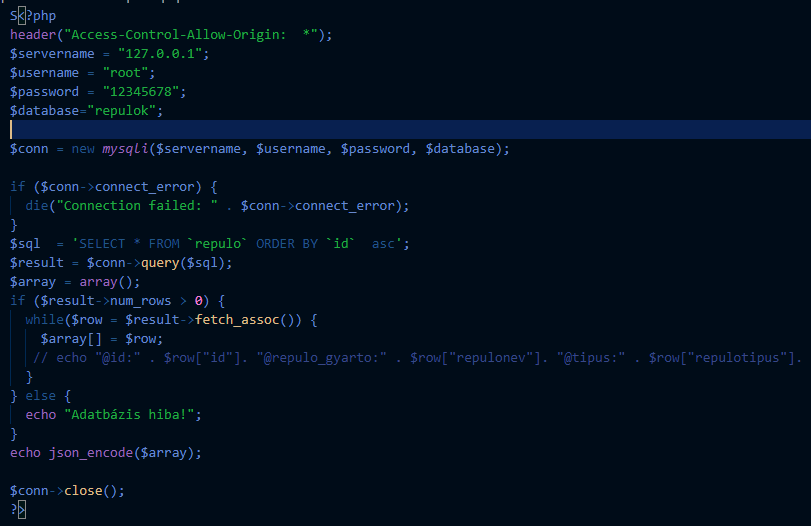 S<?php
header("Access-Control-Allow-Origin:  *");
$servername = "127.0.0.1";
$username = "root";
$password = "12345678";
$database="repulok";

$conn = new mysqli($servername, $username, $password, $database);

if ($conn->connect_error) {
  die("Connection failed: " . $conn->connect_error);
}
$sql  = 'SELECT * FROM `repulo` ORDER BY `id`  asc';
$result = $conn->query($sql);
$array = array();
if ($result->num_rows > 0) {
  while($row = $result->fetch_assoc()) {
    $array[] = $row;
   // echo "@id:" . $row["id"]. "@repulo_gyarto:" . $row["repulonev"]. "@tipus:" . $row["repulotipus"].
  }
} else {
  echo "Adatbázis hiba!";
}
echo json_encode($array);

$conn->close();
?>